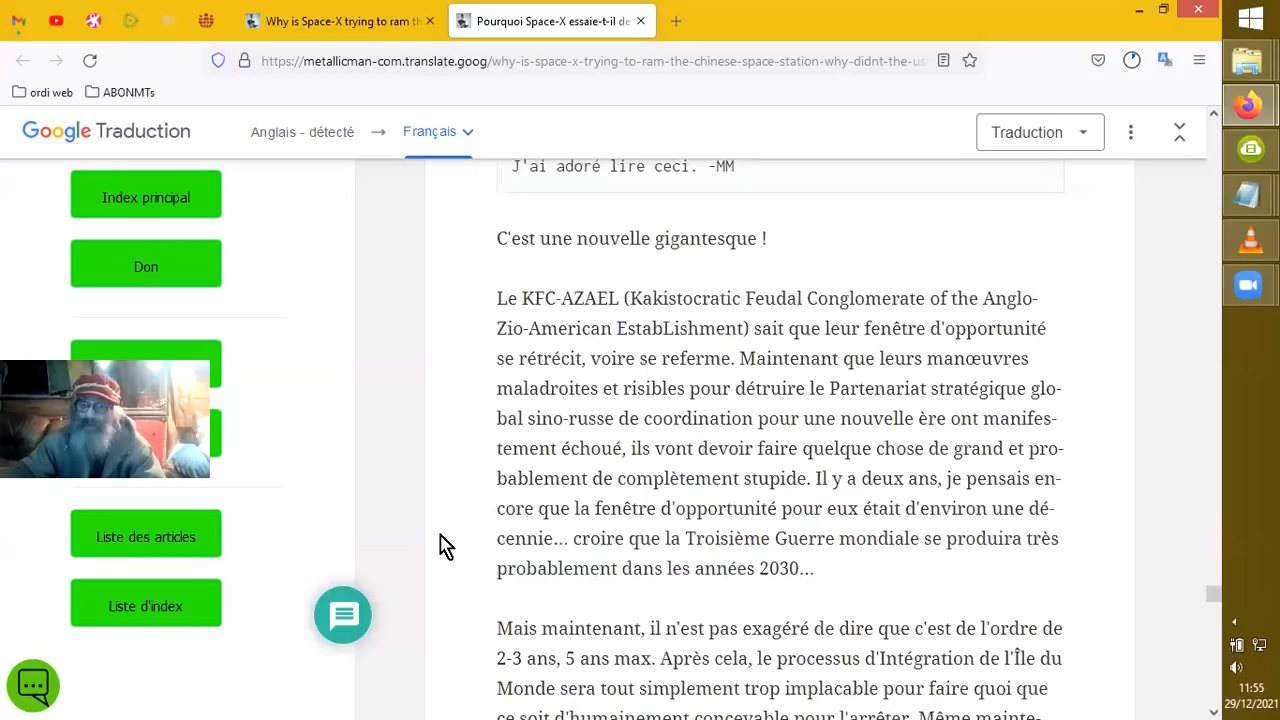 Why is Space-X trying to ram th
Pourquoi Space-X essaie-t-il de
https://metallicman-com.translate.goog/why-is-space-x-trying-to-ram-the-chinese-space-station-why-didnt-the-us
ordi web
ABONMTs
Google Traduction
Anglais - détecté
Français
Traduction
Index principal
Don
Liste des articles
Liste d'index
J'ai adoré lire ceci. -MM
C'est une nouvelle gigantesque !
Le KFC-AZAEL (Kakistocratic Feudal Conglomerate of the Anglo-
Zio-American EstabLishment) sait que leur fenêtre d'opportunité
se rétrécit, voire se referme. Maintenant que leurs manœuvres
maladroites et risibles pour détruire le Partenariat stratégique glo-
bal sino-russe de coordination pour une nouvelle ère ont manifes-
tement échoué, ils vont devoir faire quelque chose de grand et pro-
bablement de complètement stupide. Il y a deux ans, je pensais en-
core que la fenêtre d'opportunité pour eux était d'environ une dé-
cennie... croire que la Troisième Guerre mondiale se produira très
probablement dans les années 2030...
Mais maintenant, il n'est pas exagéré de dire que c'est de l'ordre de
2-3 ans, 5 ans max. Après cela, le processus d'Intégration de l'Île du
Monde sera tout simplement trop implacable pour faire quoi que
ce soit d'humainement concevable pour l'arrêter. Même mainte-
11:55
29/12/2021